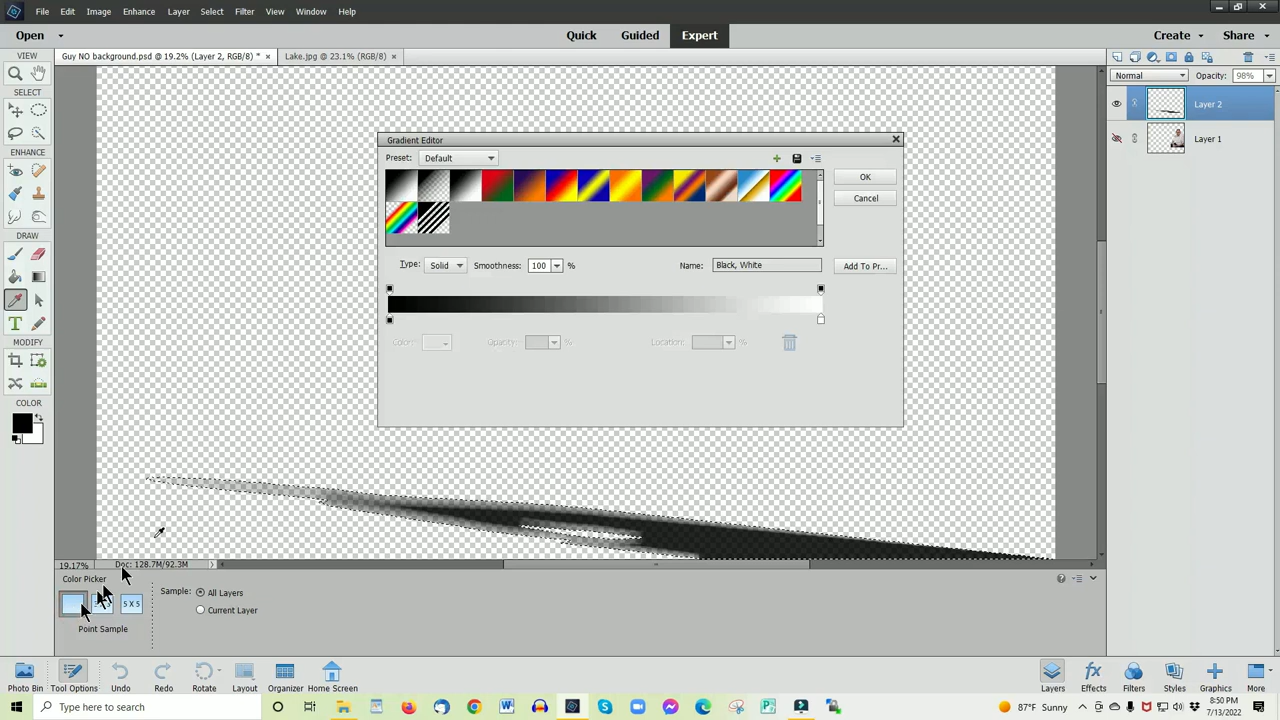 File Edit Image Enhance Layer Select Filter View Window Help
Open Quick Guided Expert Create Share
VIEW
Guy NO background.psd @ 19.2% (Layer 2, RGB/8) * × Lake.jpg @ 23.1% (RGB/8) ×
Normal Opacity: 98%
SELECT
Layer 2
Layer 1
ENHANCE
DRAW
MODIFY
COLOR
Gradient Editor
Preset: Default
OK
Cancel
Type: Solid Smoothness: 100 % Name: Black, White Add To Pr...
Color: Opacity: % Location: %
19.17% Doc: 128.7M/92.3M
Color Picker
Sample: All Layers
5 X 5
Current Layer
Point Sample
Photo Bin Tool Options Undo Redo Rotate Layout Organizer Home Screen Layers Effects Filters Styles Graphics More
Type here to search
87°F Sunny
8:50 PM
7/13/2022